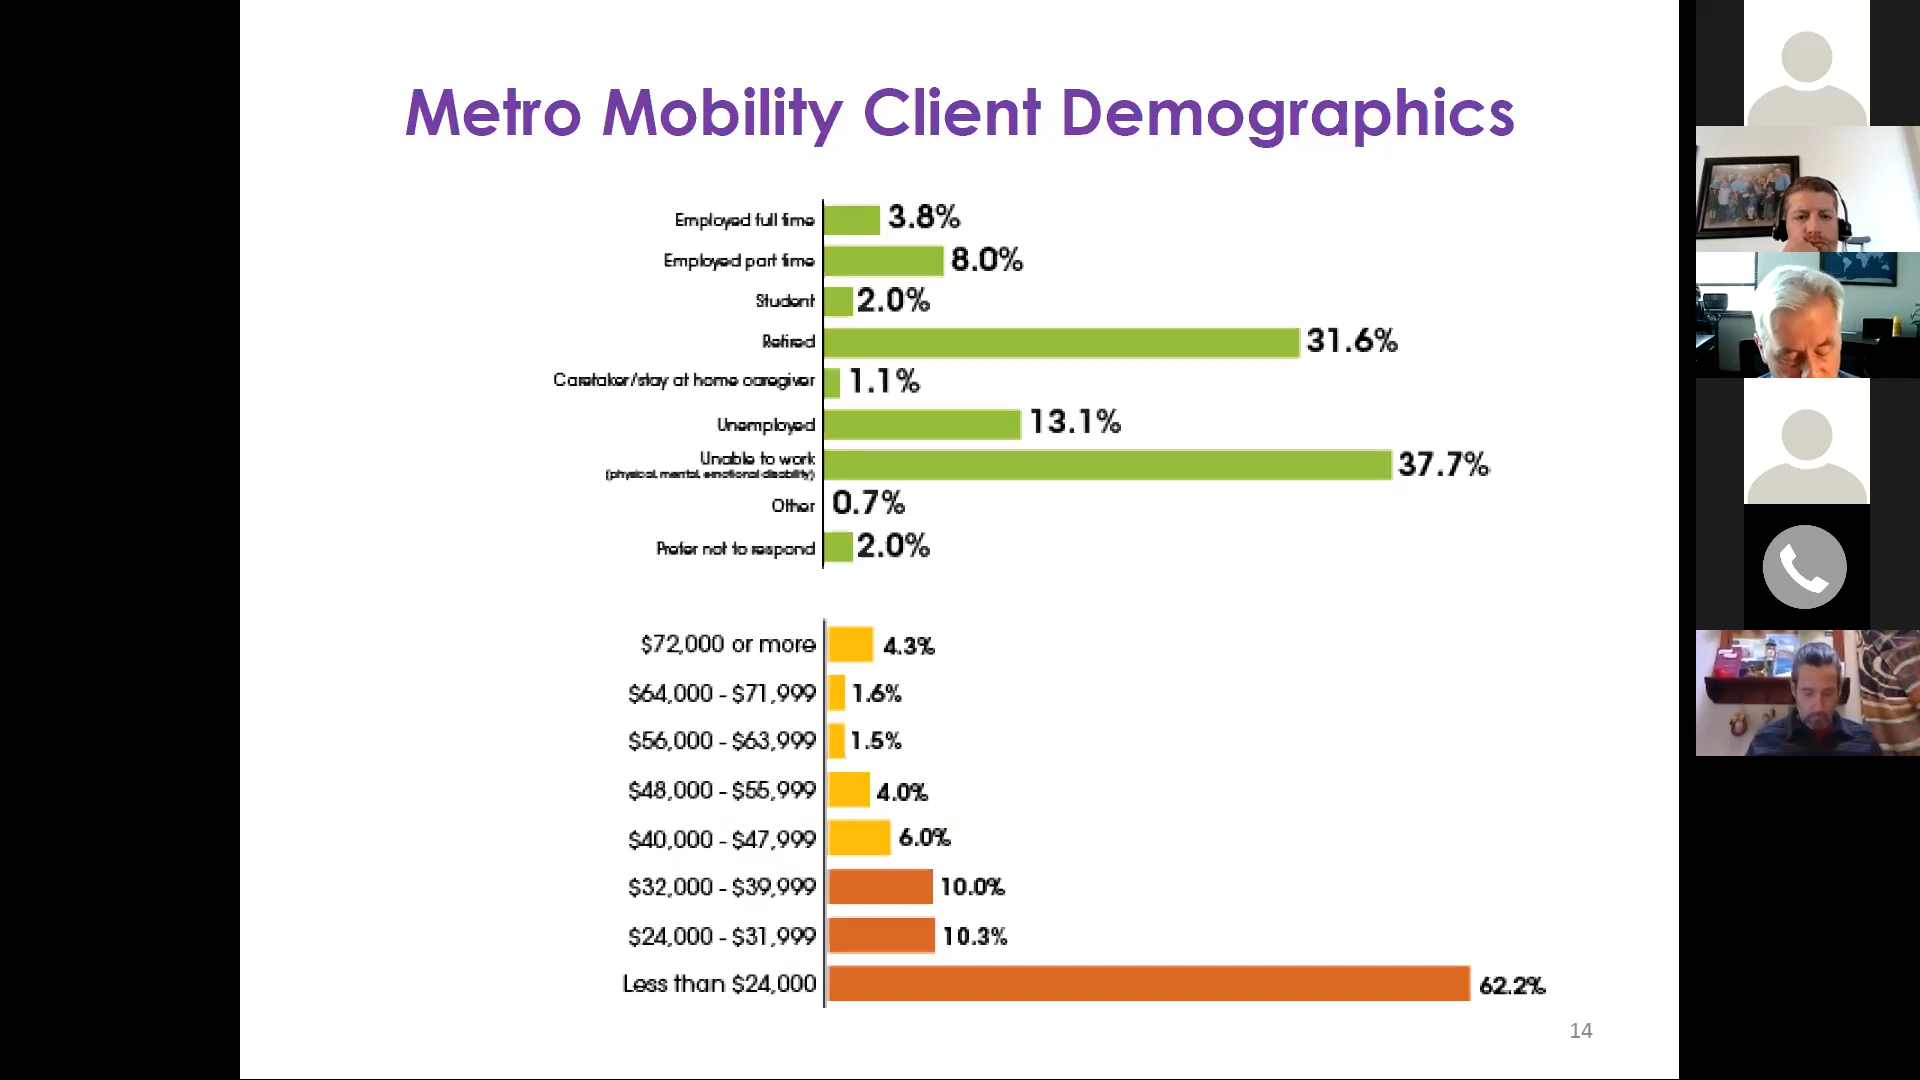 Metro Mobility Client Demographics
Employed full time 3.8%
Employed part time 8.0%
Student 2.0%
Retired 31.6%
Caretaker/stay at home caregiver 1.1%
Unemployed 13.1%
Unable to work 37.7%
(physical, mental, emotional disability)
Other 0.7%
Prefer not to respond 2.0%
$72,000 or more 4.3%
$64,000 - $71,999 1.6%
$56,000 - $63,999 1.5%
$48,000 - $55,999 4.0%
$40,000 - $47,999 6.0%
$32,000 - $39,999 10.0%
$24,000 - $31,999 10.3%
Less than $24,000 62.2%
14